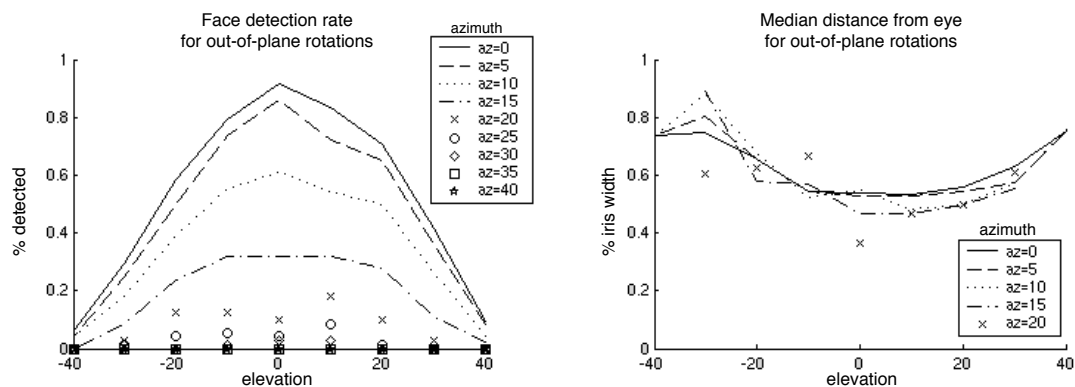 Face detection rate
for out-of-plane rotations
azimuth
az=0
az=5
az=10
az=15
az=20
az=25
az=30
az=35
az=40
1
0.8
0.6
0.4
0.2
0
% detected
-40
-20
0
20
40
elevation
Median distance from eye
for out-of-plane rotations
1
0.8
0.6
0.4
0.2
0
% iris width
azimuth
az=0
az=5
az=10
az=15
az=20
-40
-20
0
20
40
elevation